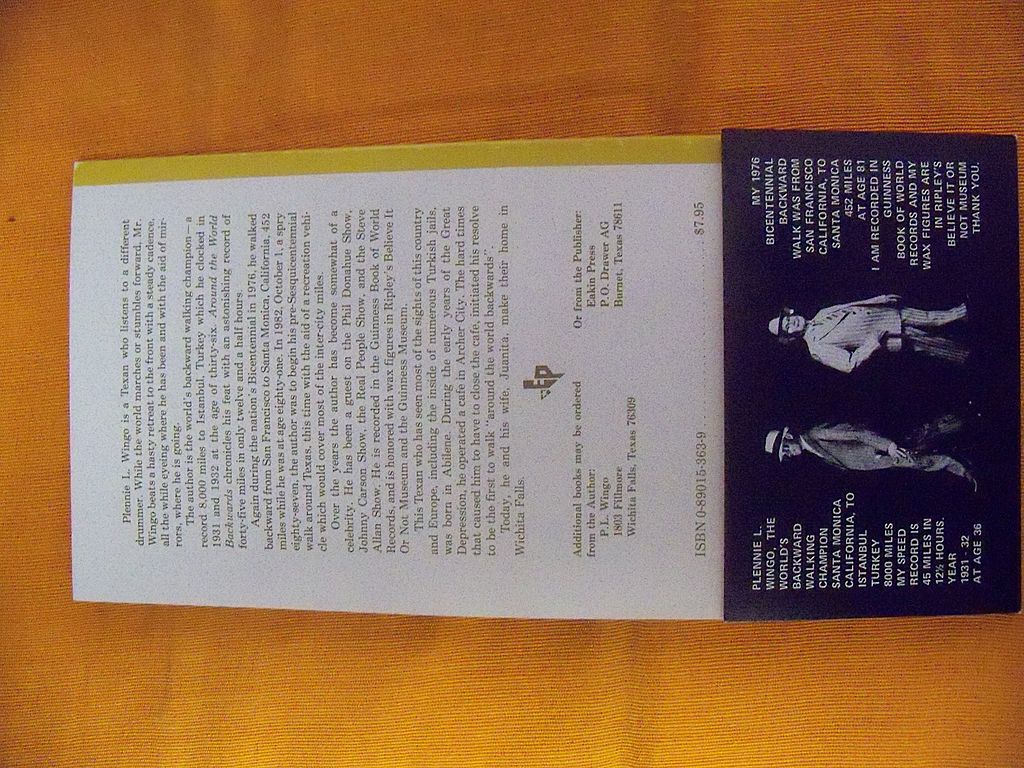 Plennie L. Wingo is a Texan who listens to a different
drummer. While the world marches or stumbles forward, Mr.
Wingo beats a hasty retreat to the front with a steady cadence,
all the while eyeing where he has been and with the aid of mir-
rors, where he is going.
The author is the world's backward walking champion — a
record 8,000 miles to Istanbul, Turkey which he clocked in
1931 and 1932 at the age of thirty-six. Around the World
Backwards chronicles his feat with an astonishing record of
forty-five miles in only twelve and a half hours.
Again during the nation's Bicentennial in 1976, he walked
backward from San Francisco to Santa Monica, California, 452
miles while he was at age eighty-one. In 1982, October 1, a spry
eighty-seven, the author was to begin his pre-Sesquicentennial
walk around Texas, this time with the aid of a recreation vehi-
cle which would cover most of the inter-city miles.
Over the years the author has become somewhat of a
celebrity. He has been a guest on the Phil Donahue Show,
Johnny Carson Show, the Real People Show, and the Steve
Allan Show. He is recorded in the Guinness Book of World
Records, and is honored with wax figures in Ripley's Believe It
Or Not Museum and the Guinness Museum.
This Texan who has seen most of the sights of this country
and Europe, including the inside of numerous Turkish jails,
was born in Abilene. During the early years of the Great
Depression, he operated a cafe in Archer City. The hard times
that caused him to have to close the cafe, initiated his resolve
to be the first to walk "around the world backwards".
Today, he and his wife, Juanita, make their home in
Wichita Falls.
Additional books may be ordered
from the Author:
P. L. Wingo
1803 Fillmore
Wichita Falls, Texas 76309
Or from the Publisher:
Eakin Press
P.O. Drawer AG
Burnet, Texas 78611
EP
ISBN 0-89015-363-9 $7.95
PLENNIE L.
WINGO, THE
WORLD'S
BACKWARD
WALKING
CHAMPION
SANTA MONICA
CALIFORNIA, TO
ISTANBUL
TURKEY
8000 MILES
MY SPEED
RECORD IS
45 MILES IN
12½ HOURS.
YEAR
1931 - 32
AT AGE 36
MY 1976
BICENTENNIAL
BACKWARD
WALK WAS FROM
SAN FRANCISCO
CALIFORNIA, TO
SANTA MONICA
452 MILES
AT AGE 81
I AM RECORDED IN
GUINNESS
BOOK OF WORLD
RECORDS AND MY
WAX FIGURES ARE
IN RIPLEY'S
BELIEVE IT OR
NOT MUSEUM
THANK YOU.